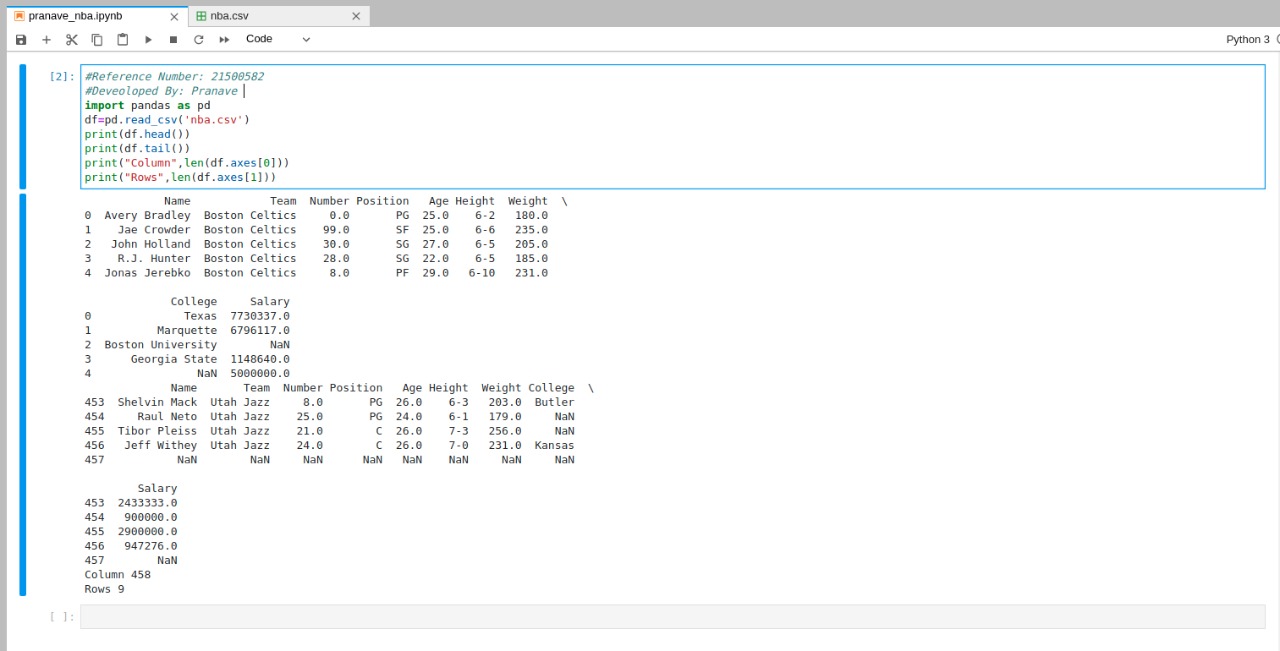 pranave_nba.ipynb
nba.csv
Code
Python 3
[2]:
#Reference Number: 21500582
#Deveoloped By: Pranave
import pandas as pd
df=pd.read_csv('nba.csv')
print(df.head())
print(df.tail())
print("Column",len(df.axes[0]))
print("Rows",len(df.axes[1]))
Name Team Number Position Age Height Weight \
0 Avery Bradley Boston Celtics 0.0 PG 25.0 6-2 180.0
1 Jae Crowder Boston Celtics 99.0 SF 25.0 6-6 235.0
2 John Holland Boston Celtics 30.0 SG 27.0 6-5 205.0
3 R.J. Hunter Boston Celtics 28.0 SG 22.0 6-5 185.0
4 Jonas Jerebko Boston Celtics 8.0 PF 29.0 6-10 231.0
College Salary
0 Texas 7730337.0
1 Marquette 6796117.0
2 Boston University NaN
3 Georgia State 1148640.0
4 NaN 5000000.0
Name Team Number Position Age Height Weight College \
453 Shelvin Mack Utah Jazz 8.0 PG 26.0 6-3 203.0 Butler
454 Raul Neto Utah Jazz 25.0 PG 24.0 6-1 179.0 NaN
455 Tibor Pleiss Utah Jazz 21.0 C 26.0 7-3 256.0 NaN
456 Jeff Withey Utah Jazz 24.0 C 26.0 7-0 231.0 Kansas
457 NaN NaN NaN NaN NaN NaN NaN NaN
Salary
453 2433333.0
454 900000.0
455 2900000.0
456 947276.0
457 NaN
Column 458
Rows 9
[ ]: